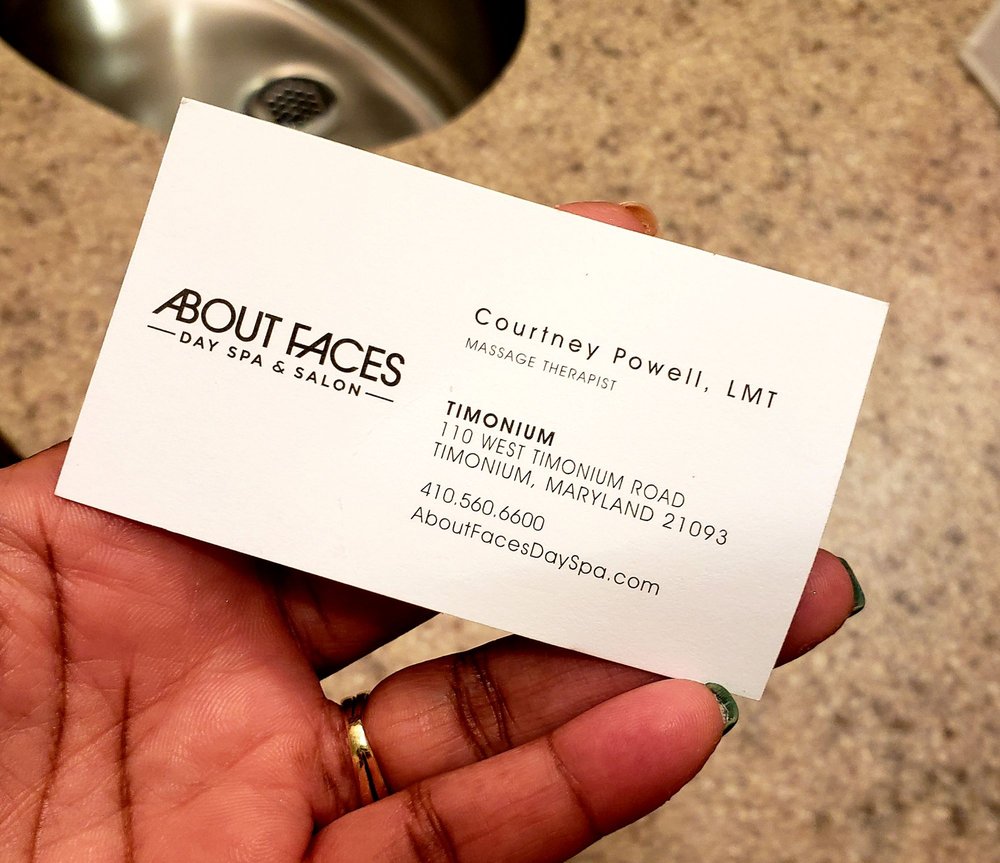 ABOUT FACES
DAY SPA & SALON
Courtney Powell, LMT
MASSAGE THERAPIST
TIMONIUM
110 WEST TIMONIUM ROAD
TIMONIUM, MARYLAND 21093
410.560.6600
AboutFacesDaySpa.com